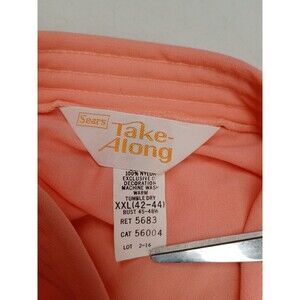 Sears
Take-
Along
100% NYLON
EXCLUSIVE OF
DECORATION
MACHINE WASH
WARM
TUMBLE DRY
XXL(42-44)
BUST 45-48½
RET 5683
CAT 56004
LOT 2-16